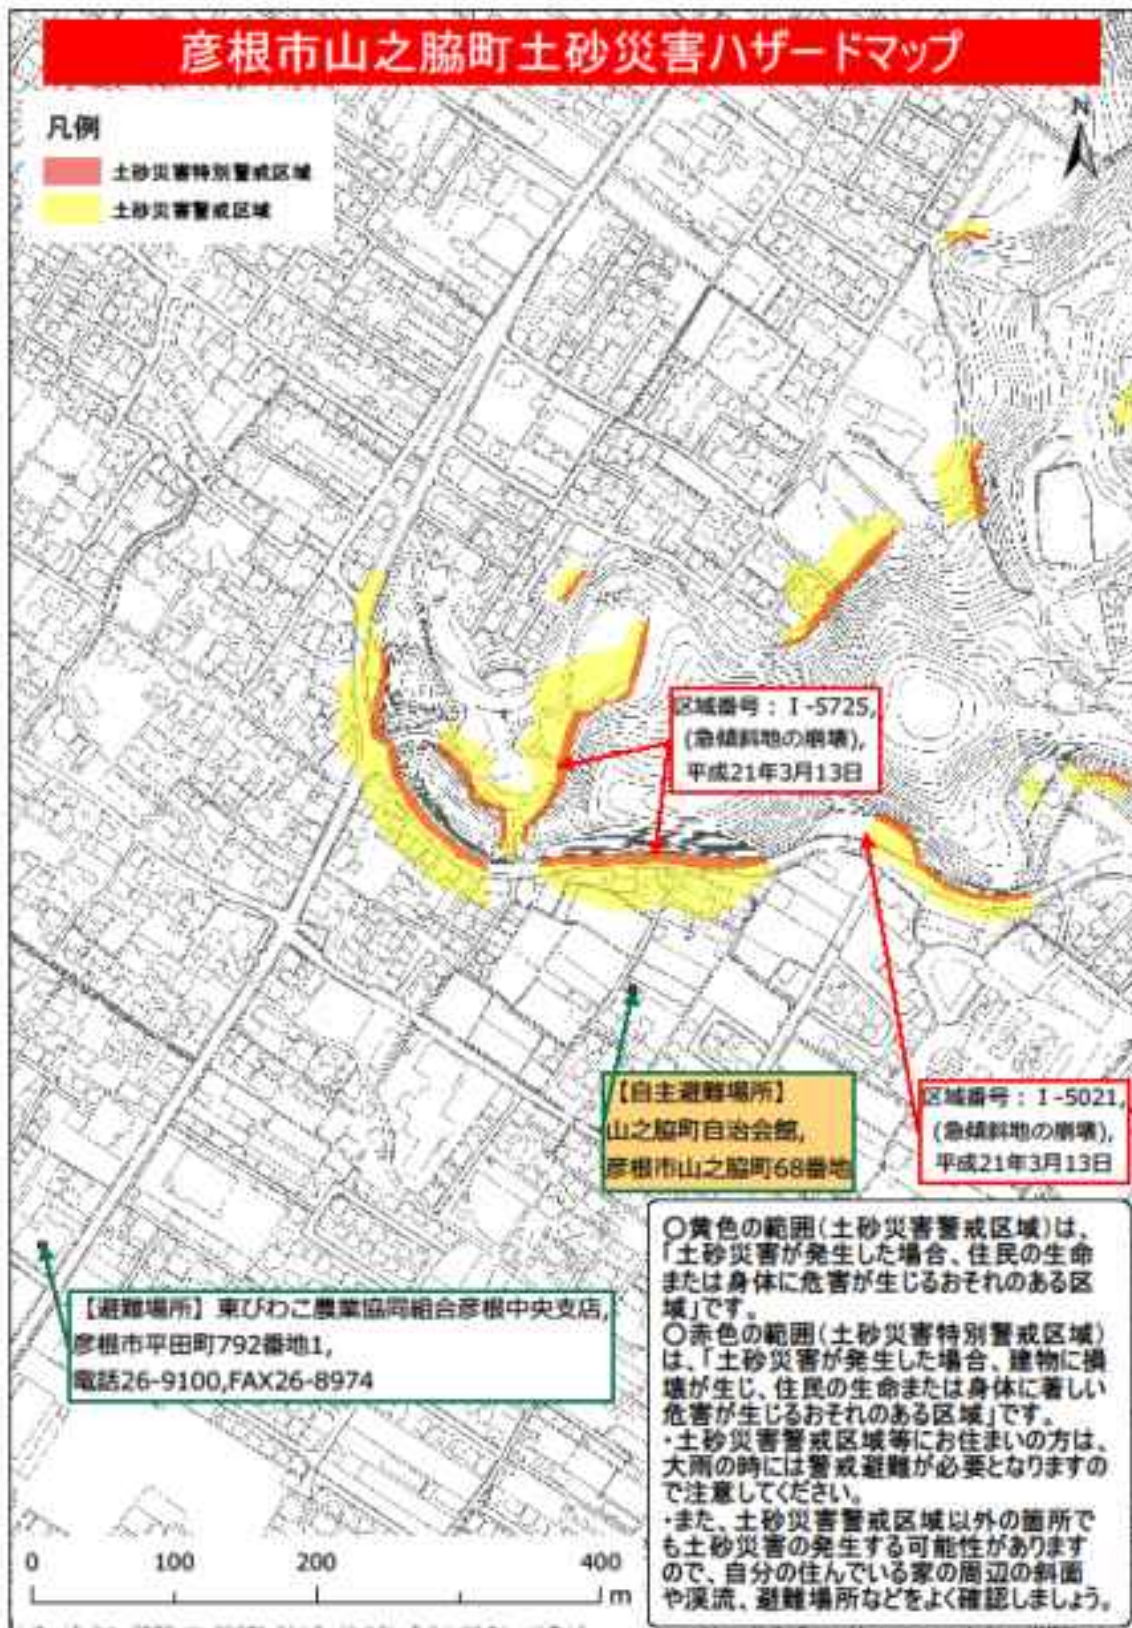 彦根市山之脇町土砂災害ハザードマップ
凡例
土砂災害特別警戒区域
土砂災害警戒区域
N
区域番号：Ⅰ-5725,
(急傾斜地の崩壊),
平成21年3月13日
【自主避難場所】
山之脇町自治会館,
彦根市山之脇町68番地
区域番号：Ⅰ-5021,
(急傾斜地の崩壊),
平成21年3月13日
【避難場所】東びわこ農業協同組合彦根中央支店,
彦根市平田町792番地1,
電話26-9100,FAX26-8974
〇黄色の範囲(土砂災害警戒区域)は、
「土砂災害が発生した場合、住民の生命
または身体に危害が生じるおそれのある区
域」です。
〇赤色の範囲(土砂災害特別警戒区域)
は、「土砂災害が発生した場合、建物に損
壊が生じ、住民の生命または身体に著しい
危害が生じるおそれのある区域」です。
・土砂災害警戒区域等にお住まいの方は、
大雨の時には警戒避難が必要となりますの
で注意してください。
・また、土砂災害警戒区域以外の箇所で
も土砂災害の発生する可能性があります
ので、自分の住んでいる家の周辺の斜面
や渓流、避難場所などをよく確認しましょう。
0 100 200 400
m